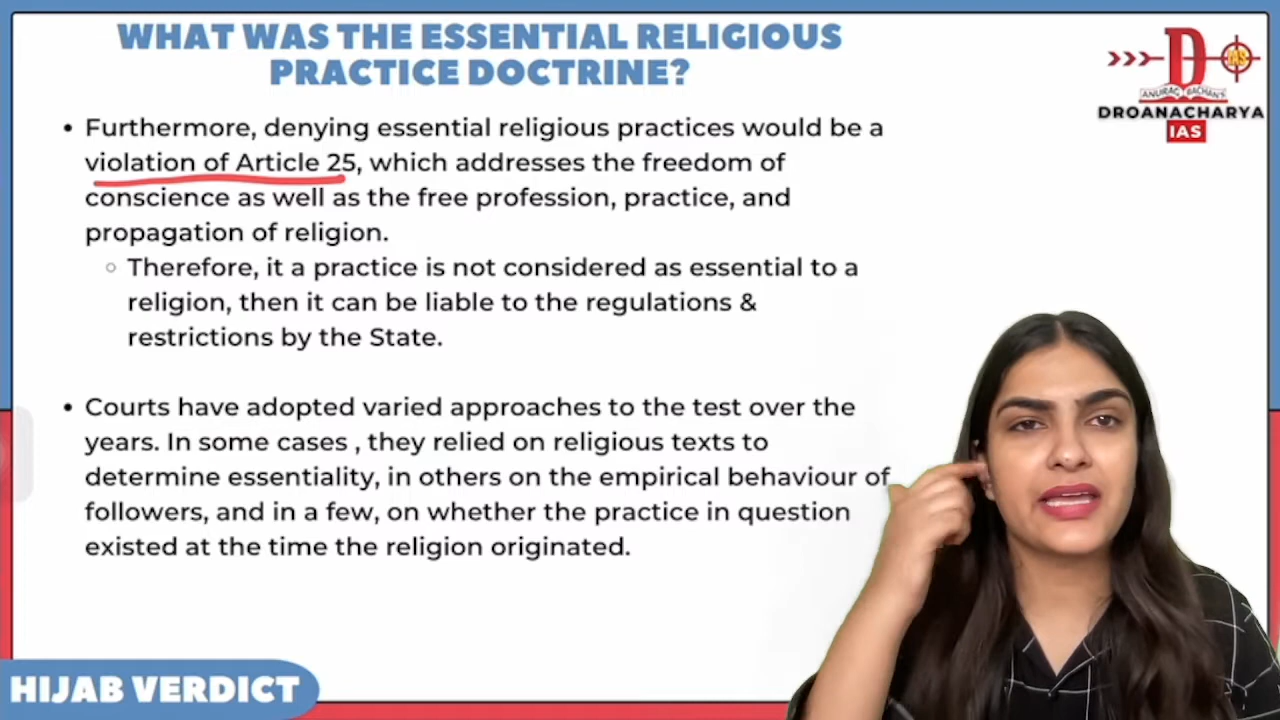 WHAT WAS THE ESSENTIAL RELIGIOUS
PRACTICE DOCTRINE?
• Furthermore, denying essential religious practices would be a
violation of Article 25, which addresses the freedom of
conscience as well as the free profession, practice, and
propagation of religion.
○ Therefore, it a practice is not considered as essential to a
religion, then it can be liable to the regulations &
restrictions by the State.
• Courts have adopted varied approaches to the test over the
years. In some cases , they relied on religious texts to
determine essentiality, in others on the empirical behaviour of
followers, and in a few, on whether the practice in question
existed at the time the religion originated.
D
IAS
ANURAG BACHAN'S
DROANACHARYA
IAS
HIJAB VERDICT